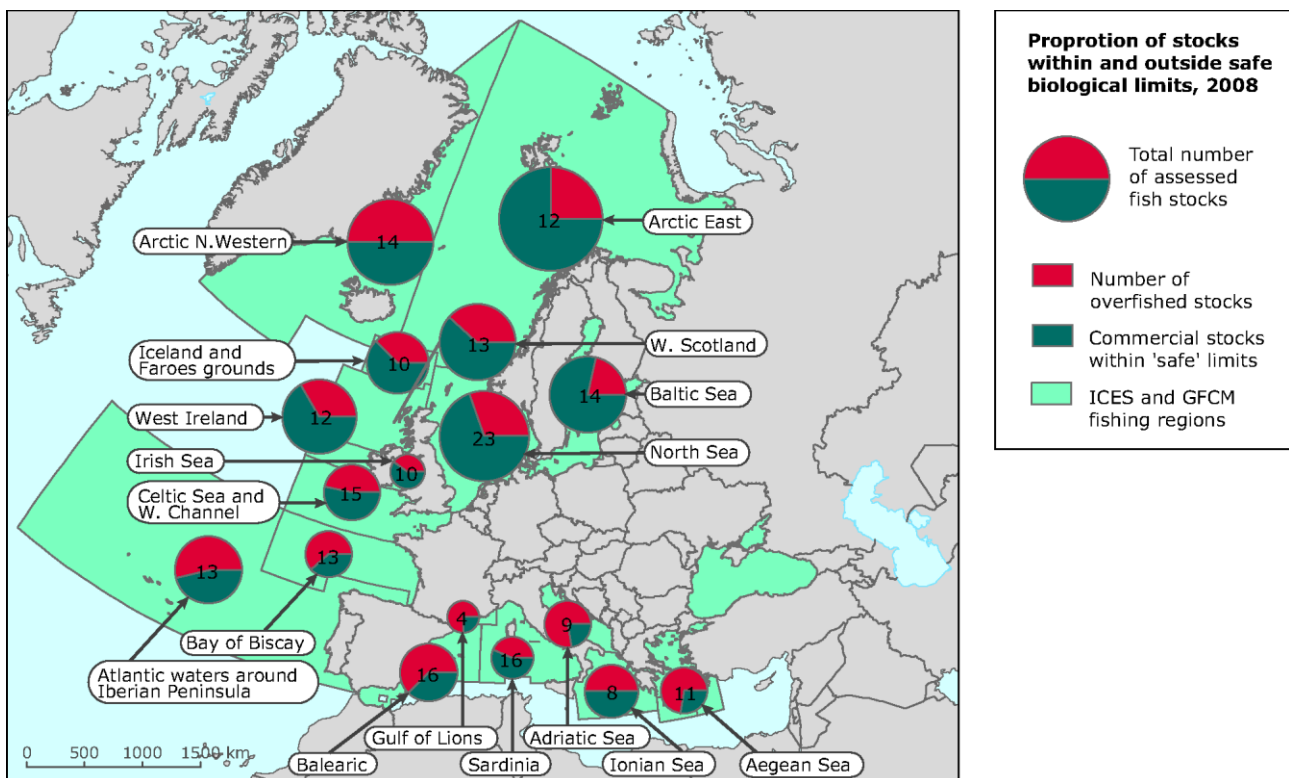 Proprotion of stocks
within and outside safe
biological limits, 2008
Total number
of assessed
fish stocks
Number of
overfished stocks
Commercial stocks
within 'safe' limits
ICES and GFCM
fishing regions
12
Arctic East
Arctic N.Western
14
Iceland and
Faroes grounds
10
13
W. Scotland
West Ireland
12
14
Baltic Sea
23
North Sea
Irish Sea
10
Celtic Sea and
W. Channel
15
13
13
Bay of Biscay
Atlantic waters around
Iberian Peninsula
4
9
16
16
8
11
Gulf of Lions
Adriatic Sea
Balearic
Sardinia
Ionian Sea
Aegean Sea
0
500
1000
1500 km